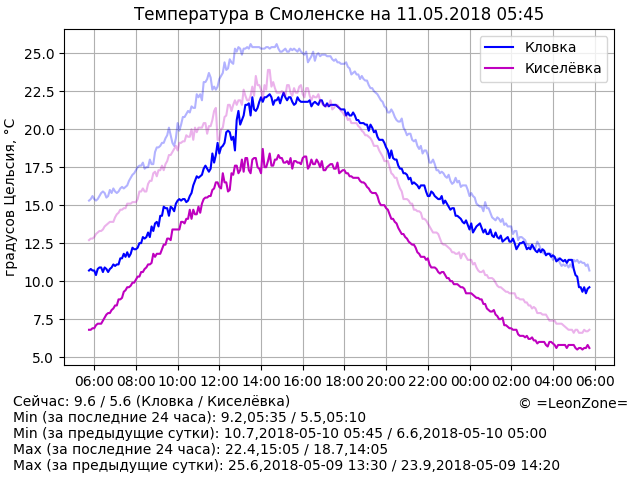 Температура в Смоленске на 11.05.2018 05:45
градусов Цельсия, °C
25.0
22.5
20.0
17.5
15.0
12.5
10.0
7.5
5.0
Кловка
Киселёвка
06:00 08:00 10:00 12:00 14:00 16:00 18:00 20:00 22:00 00:00 02:00 04:00 06:00
Сейчас: 9.6 / 5.6 (Кловка / Киселёвка)
© =LeonZone=
Min (за последние 24 часа): 9.2,05:35 / 5.5,05:10
Min (за предыдущие сутки): 10.7,2018-05-10 05:45 / 6.6,2018-05-10 05:00
Max (за последние 24 часа): 22.4,15:05 / 18.7,14:05
Max (за предыдущие сутки): 25.6,2018-05-09 13:30 / 23.9,2018-05-09 14:20